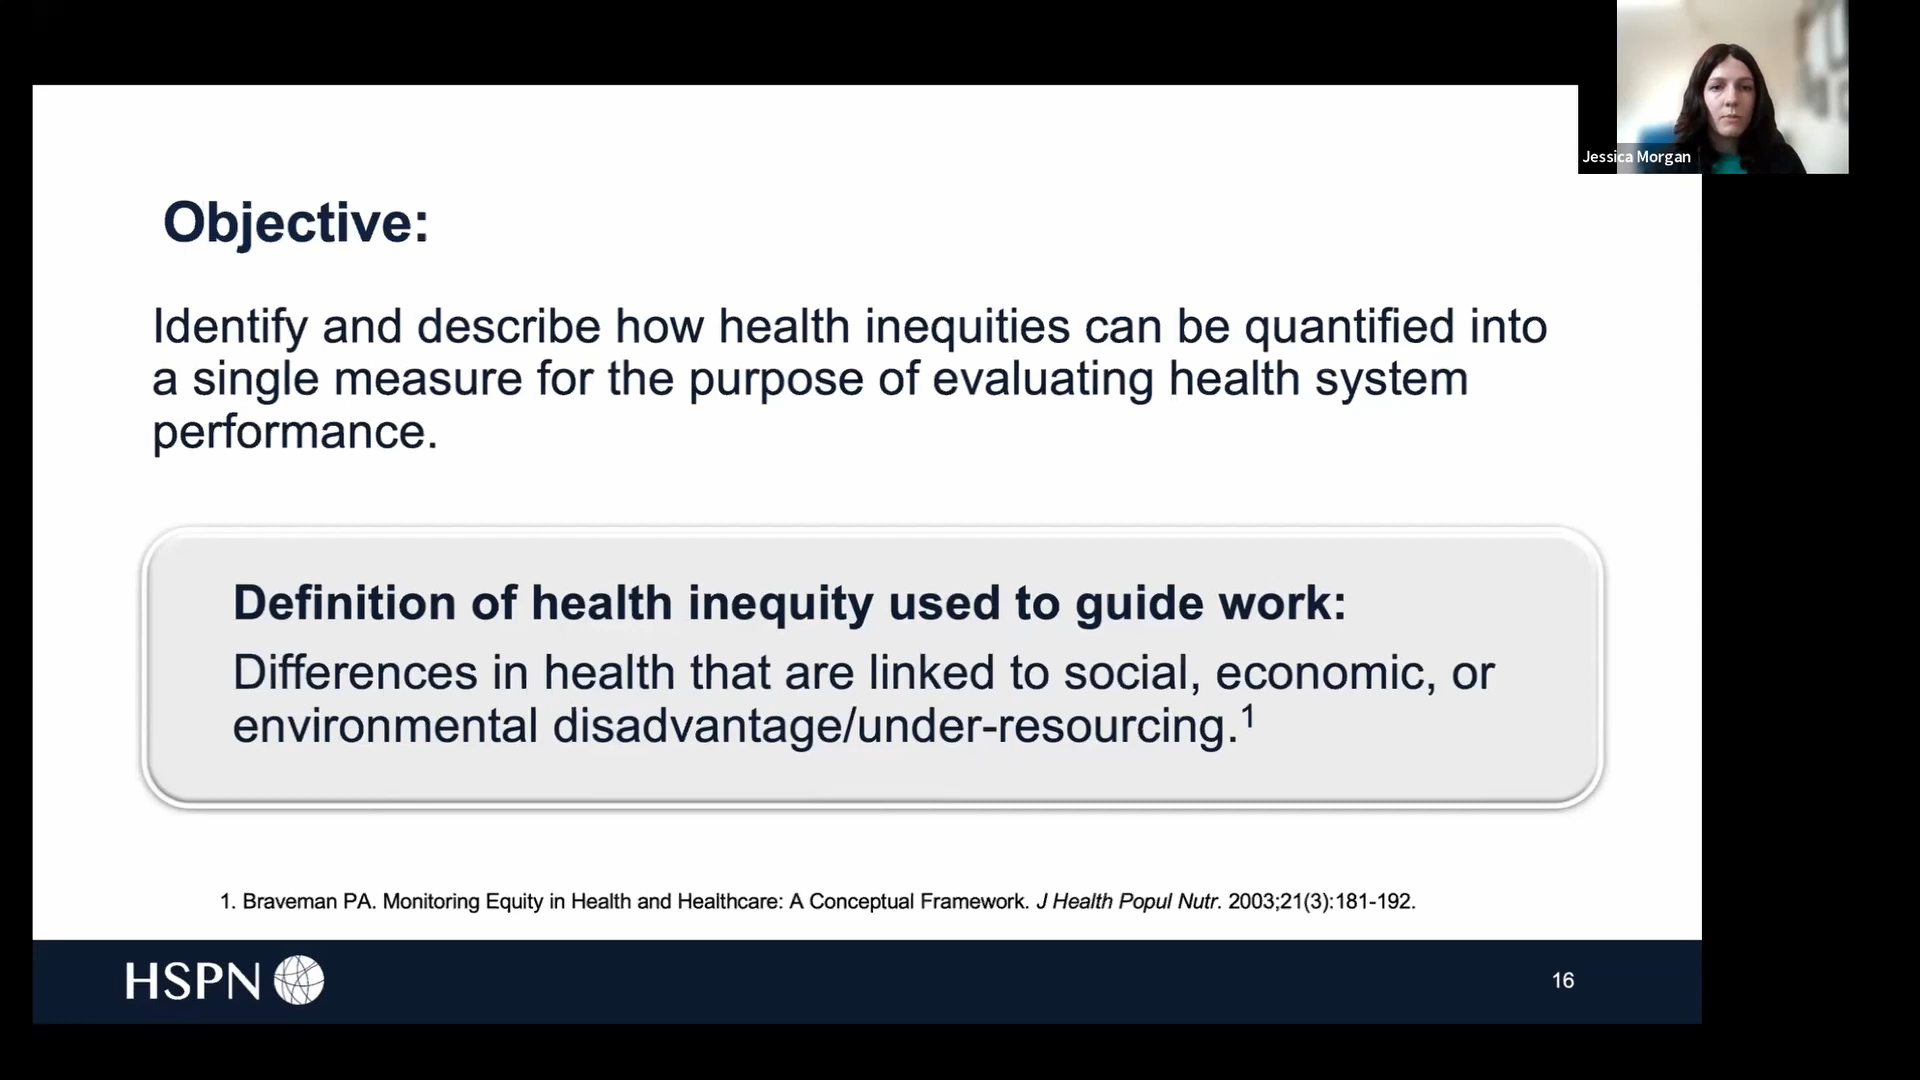 Jessica Morgan
Objective:
Identify and describe how health inequities can be quantified into
a single measure for the purpose of evaluating health system
performance.
Definition of health inequity used to guide work:
Differences in health that are linked to social, economic, or
environmental disadvantage/under-resourcing.¹
1. Braveman PA. Monitoring Equity in Health and Healthcare: A Conceptual Framework. J Health Popul Nutr. 2003;21(3):181-192.
HSPN
16